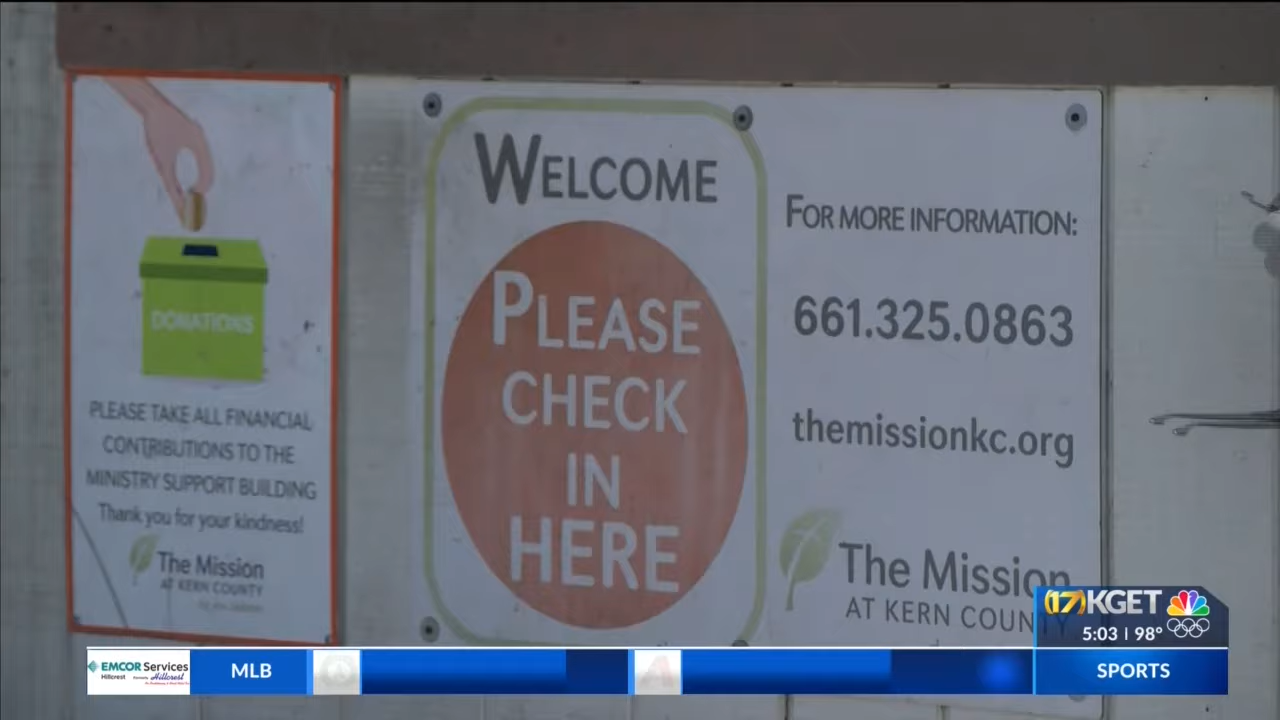 DONATIONS
PLEASE TAKE ALL FINANCIAL
CONTRIBUTIONS TO THE
MINISTRY SUPPORT BUILDING
Thank you for your kindness!
The Mission
AT KERN COUNTY
WELCOME
PLEASE
CHECK
IN
HERE
FOR MORE INFORMATION:
661.325.0863
themissionkc.org
The Mission
AT KERN COUNTY
17 KGET
5:03 | 98°
EMCOR Services
Hillcrest
Hillcrest
MLB
SPORTS